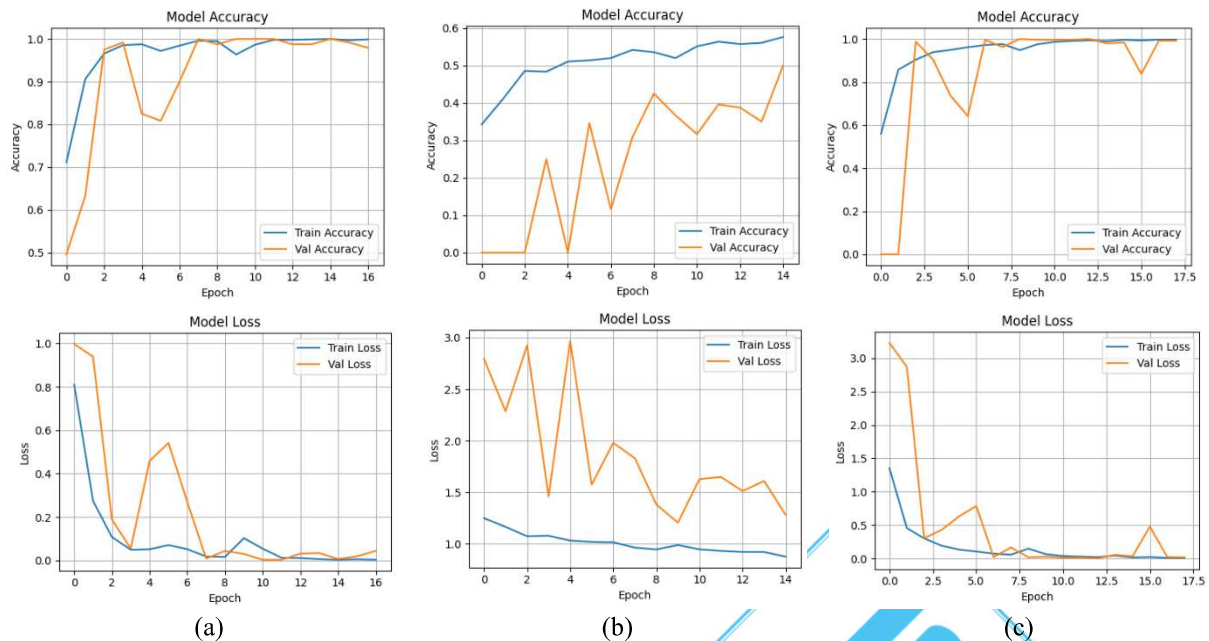 Model Accuracy
1.0
0.9
0.8
0.7
0.6
0.5
Accuracy
0 2 4 6 8 10 12 14 16
Epoch
Train Accuracy
Val Accuracy
Model Accuracy
0.6
0.5
0.4
0.3
0.2
0.1
0.0
Accuracy
0 2 4 6 8 10 12 14
Epoch
Train Accuracy
Val Accuracy
Model Accuracy
1.0
0.8
0.6
0.4
0.2
0.0
Accuracy
0.0 2.5 5.0 7.5 10.0 12.5 15.0 17.5
Epoch
Train Accuracy
Val Accuracy
Model Loss
1.0
0.8
0.6
0.4
0.2
0.0
Loss
0 2 4 6 8 10 12 14 16
Epoch
Train Loss
Val Loss
Model Loss
3.0
2.5
2.0
1.5
1.0
Loss
0 2 4 6 8 10 12 14
Epoch
Train Loss
Val Loss
Model Loss
3.0
2.5
2.0
1.5
1.0
0.5
0.0
Loss
0.0 2.5 5.0 7.5 10.0 12.5 15.0 17.5
Epoch
Train Loss
Val Loss
(a) (b) (c)